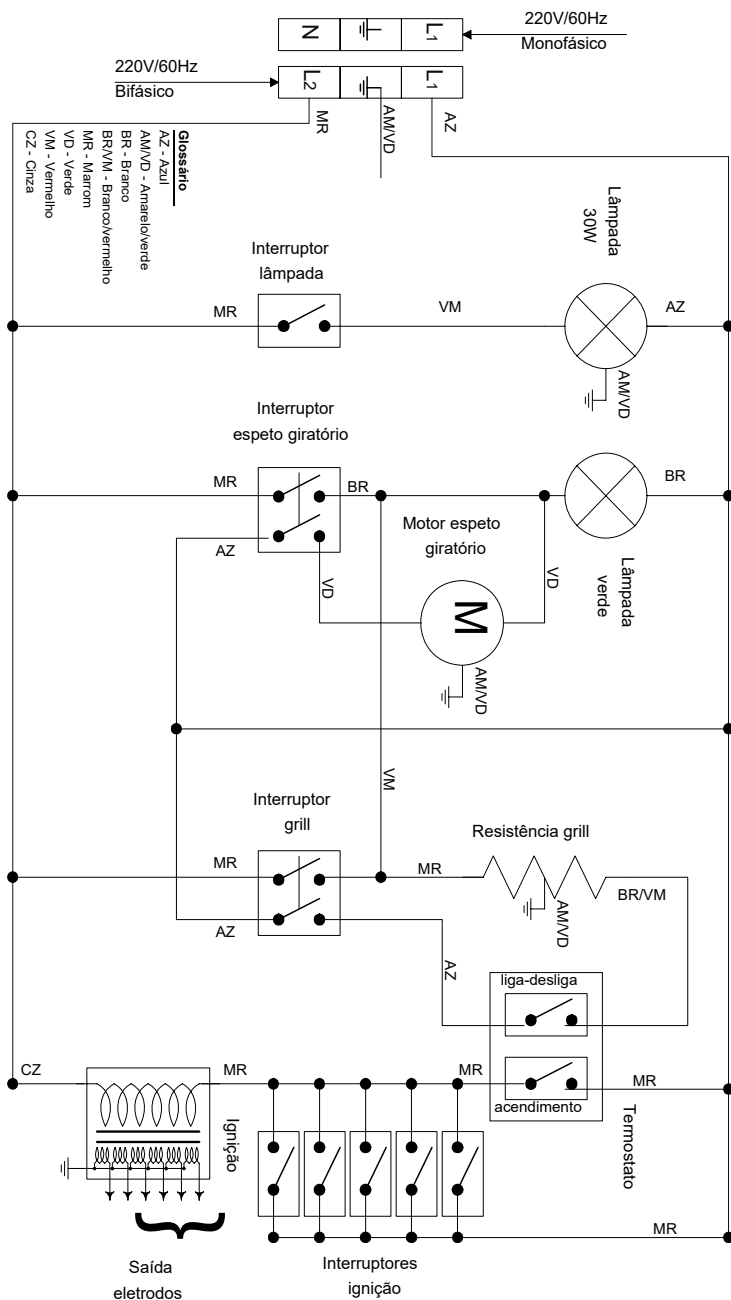 220V/60Hz
Monofásico
N
L1
220V/60Hz
Bifásico
L2
L1
MR
AM/VD
AZ
Glossário
AZ - Azul
AM/VD - Amarelo/verde
BR - Branco
BR/VM - Branco/vermelho
MR - Marrom
VD - Verde
VM - Vermelho
CZ - Cinza
Lâmpada
30W
Interruptor
lâmpada
MR
VM
AZ
AM/VD
Interruptor
espeto giratório
MR
BR
BR
Motor espeto
giratório
AZ
VD
VD
Lâmpada
verde
M
AM/VD
VM
Interruptor
grill
Resistência grill
MR
MR
BR/VM
AM/VD
AZ
AZ
liga-desliga
CZ
MR
MR
MR
acendimento
Termostato
Ignição
MR
Saída
eletrodos
Interruptores
ignição